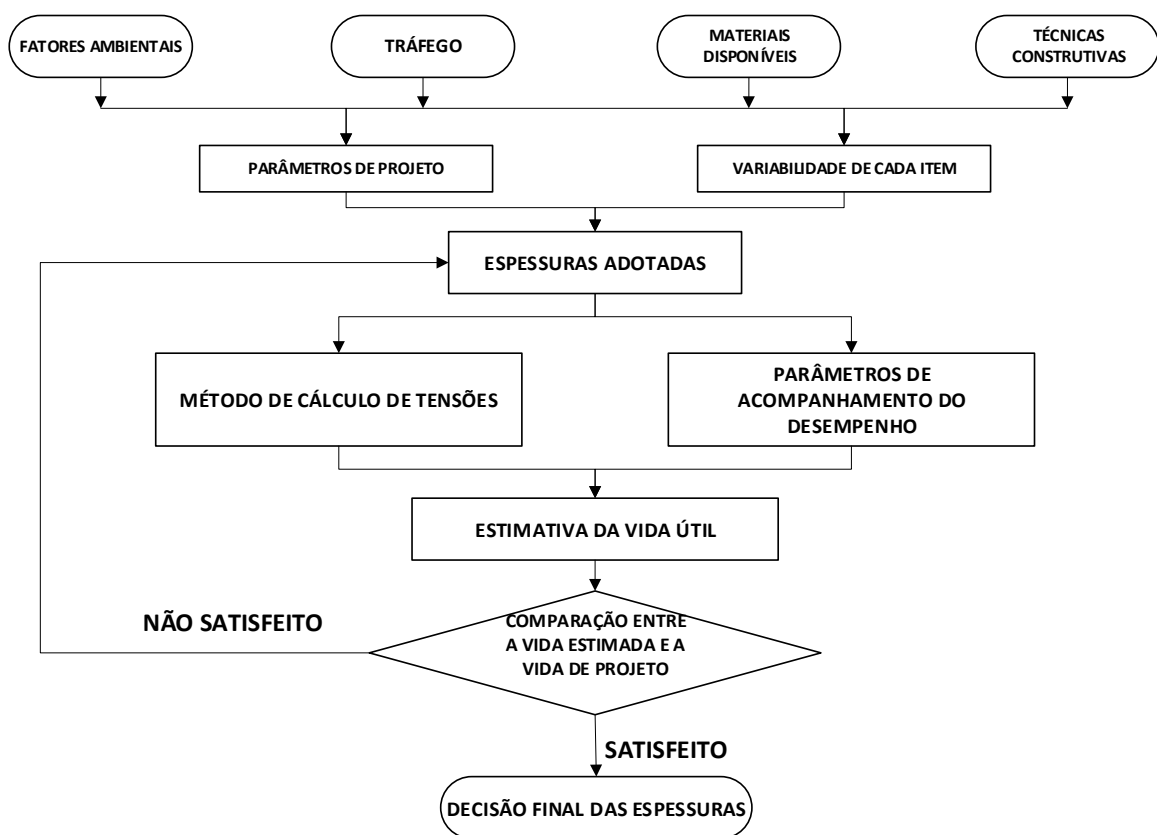 FATORES AMBIENTAIS
TRÁFEGO
MATERIAIS
DISPONÍVEIS
TÉCNICAS
CONSTRUTIVAS
PARÂMETROS DE PROJETO
VARIABILIDADE DE CADA ITEM
ESPESSURAS ADOTADAS
MÉTODO DE CÁLCULO DE TENSÕES
PARÂMETROS DE
ACOMPANHAMENTO DO
DESEMPENHO
ESTIMATIVA DA VIDA ÚTIL
NÃO SATISFEITO
COMPARAÇÃO ENTRE
A VIDA ESTIMADA E A
VIDA DE PROJETO
SATISFEITO
DECISÃO FINAL DAS ESPESSURAS